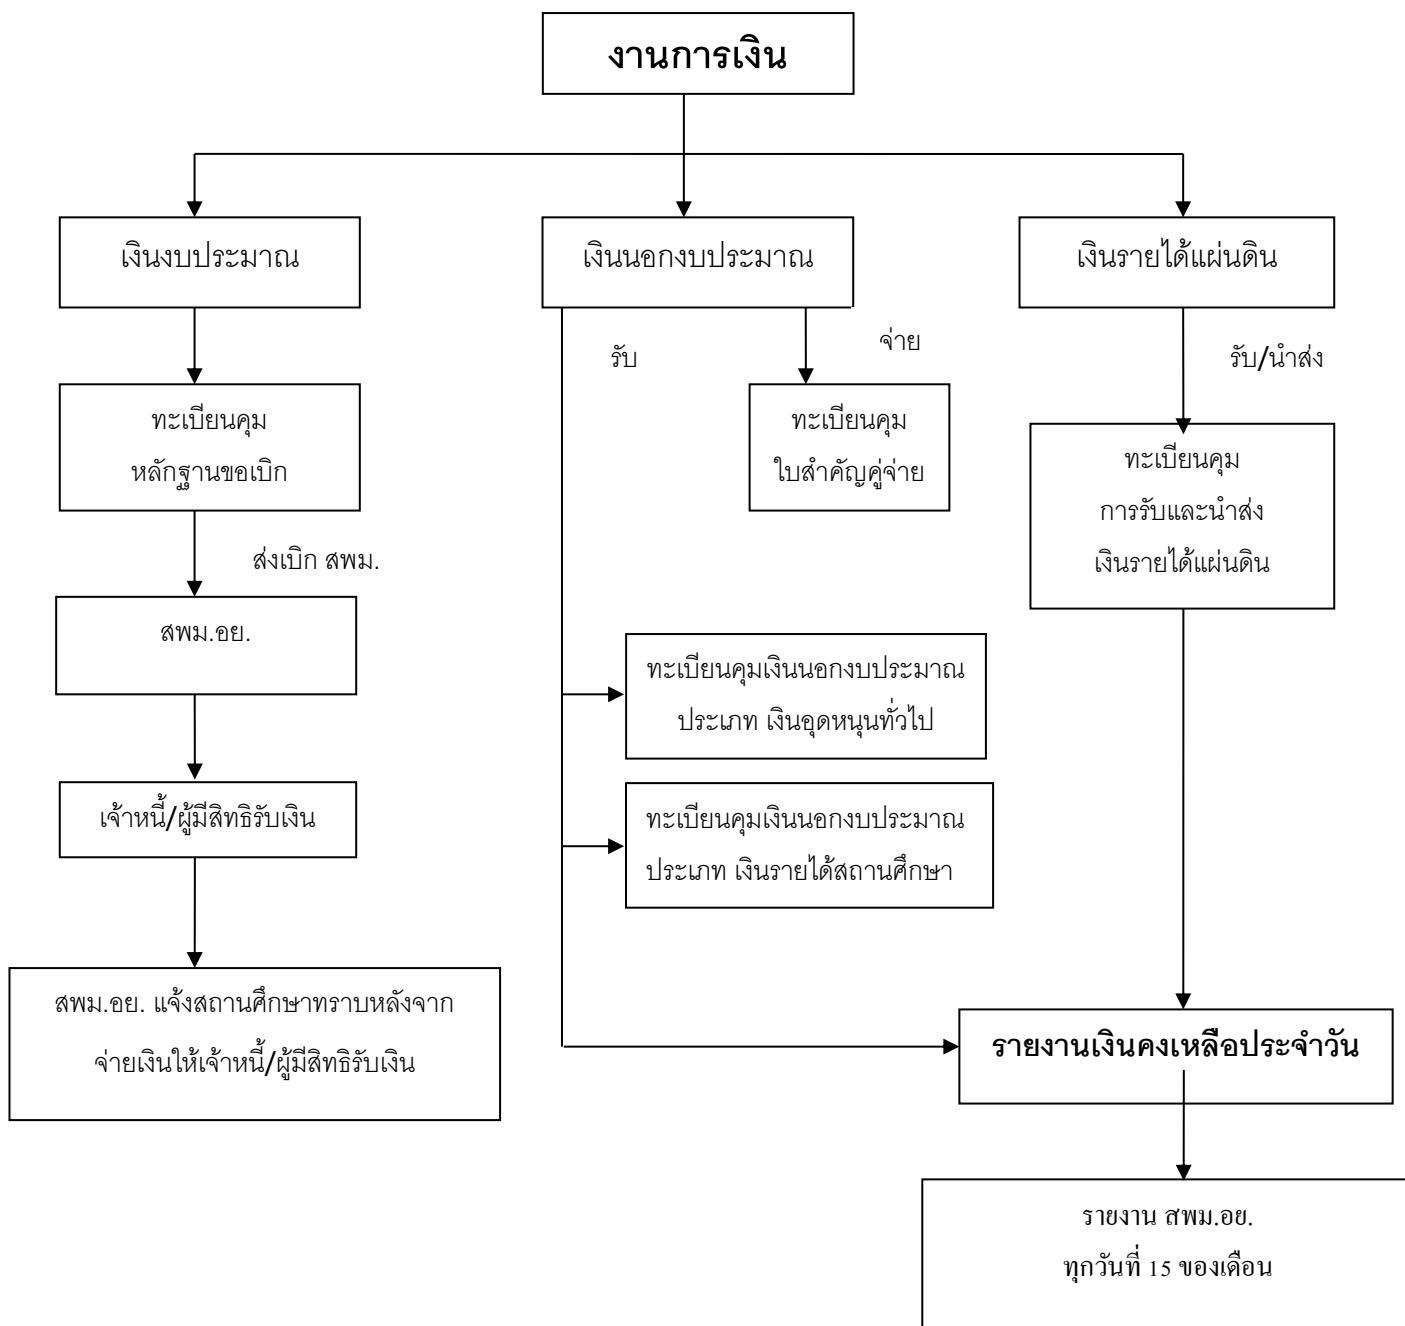 งานการเงิน
เงินงบประมาณ
เงินนอกงบประมาณ
เงินรายได้แผ่นดิน
รับ
จ่าย
รับ/นำส่ง
ทะเบียนคุม
หลักฐานขอเบิก
ทะเบียนคุม
ใบสำคัญคู่จ่าย
ทะเบียนคุม
การรับและนำส่ง
เงินรายได้แผ่นดิน
ส่งเบิก สพม.
สพม.อย.
ทะเบียนคุมเงินนอกงบประมาณ
ประเภท เงินอุดหนุนทั่วไป
เจ้าหนี้/ผู้มีสิทธิรับเงิน
ทะเบียนคุมเงินนอกงบประมาณ
ประเภท เงินรายได้สถานศึกษา
สพม.อย. แจ้งสถานศึกษาทราบหลังจาก
จ่ายเงินให้เจ้าหนี้/ผู้มีสิทธิรับเงิน
รายงานเงินคงเหลือประจำวัน
รายงาน สพม.อย.
ทุกวันที่ 15 ของเดือน